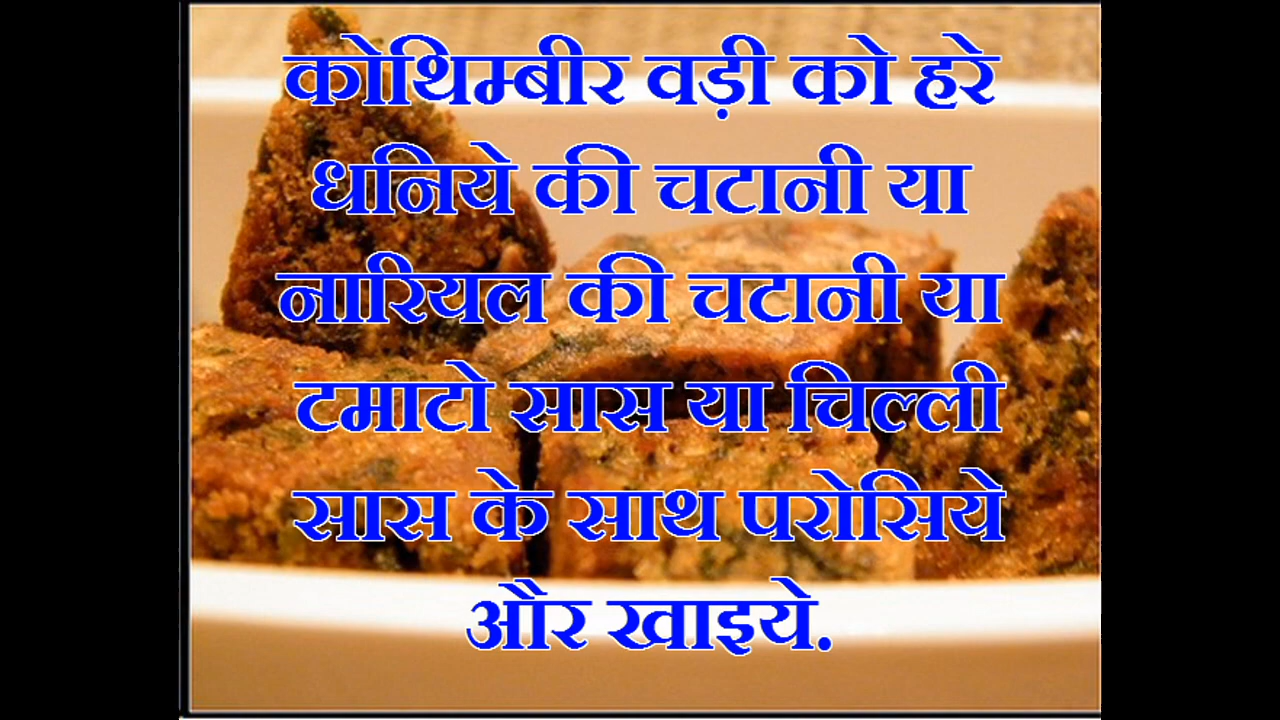 कोथिम्बीर वड़ी को हरे
धनिये की चटानी या
नारियल की चटानी या
टमाटो सास या चिल्ली
सास के साथ परोसिये
और खाइये.